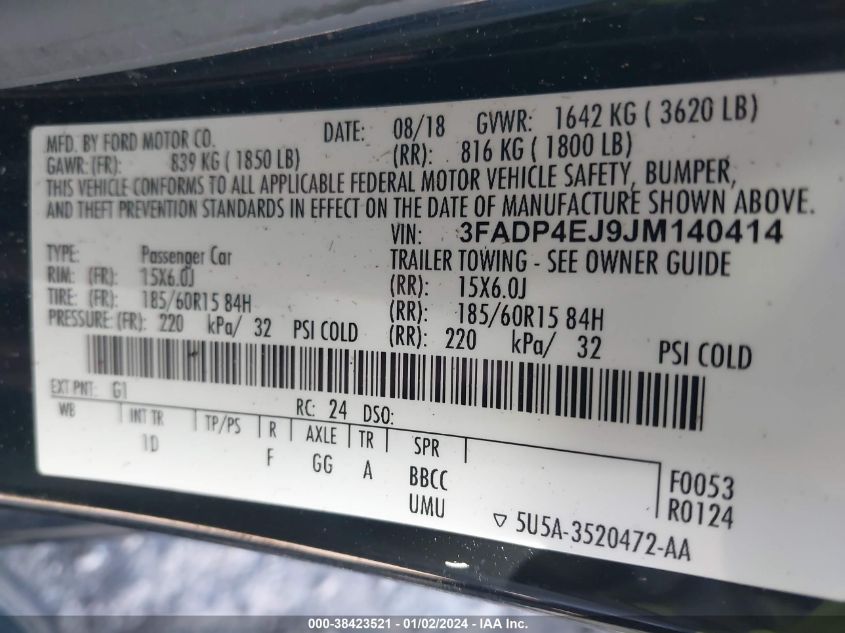 MFD. BY FORD MOTOR CO. DATE: 08/18 GVWR: 1642 KG ( 3620 LB)
GAWR: (FR): 839 KG ( 1850 LB) (RR): 816 KG ( 1800 LB)
THIS VEHICLE CONFORMS TO ALL APPLICABLE FEDERAL MOTOR VEHICLE SAFETY, BUMPER,
AND THEFT PREVENTION STANDARDS IN EFFECT ON THE DATE OF MANUFACTURE SHOWN ABOVE.
VIN: 3FADP4EJ9JM140414
TYPE: Passenger Car TRAILER TOWING - SEE OWNER GUIDE
RIM: (FR): 15X6.0J (RR): 15X6.0J
TIRE: (FR): 185/60R15 84H (RR): 185/60R15 84H
PRESSURE: (FR): 220 kPa/ 32 PSI COLD (RR): 220 kPa/ 32 PSI COLD
EXT PNT: G1 RC: 24 DSO:
WB INT TR TP/PS R AXLE TR SPR
1D F GG A BBCC F0053
UMU R0124
▽ 5U5A-3520472-AA
000-38423521 - 01/02/2024 - IAA Inc.